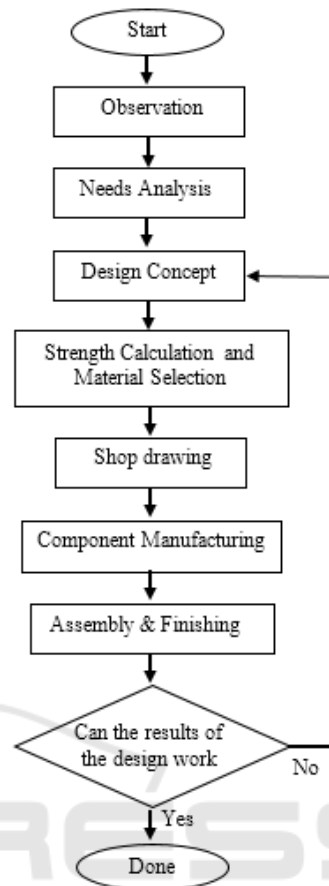 Start
Observation
Needs Analysis
Design Concept
Strength Calculation and
Material Selection
Shop drawing
Component Manufacturing
Assembly & Finishing
Can the results of
the design work
No
Yes
Done